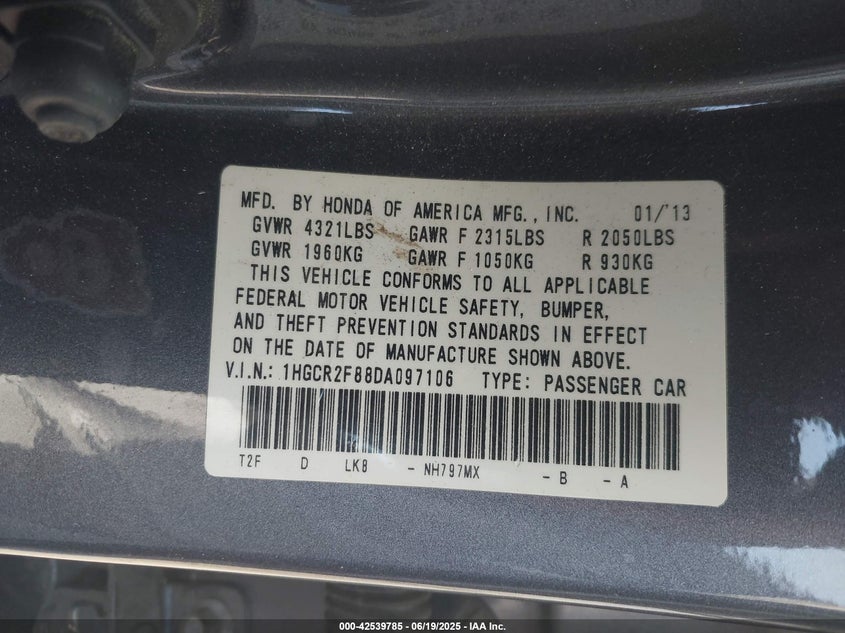 MFD. BY HONDA OF AMERICA MFG., INC. 01/'13
GVWR 4321LBS GAWR F 2315LBS R 2050LBS
GVWR 1960KG GAWR F 1050KG R 930KG
THIS VEHICLE CONFORMS TO ALL APPLICABLE
FEDERAL MOTOR VEHICLE SAFETY, BUMPER,
AND THEFT PREVENTION STANDARDS IN EFFECT
ON THE DATE OF MANUFACTURE SHOWN ABOVE.
V.I.N.: 1HGCR2F88DA097106 TYPE: PASSENGER CAR
T2F D LK8 - NH797MX - B - A
000-42539785 - 06/19/2025 - IAA Inc.